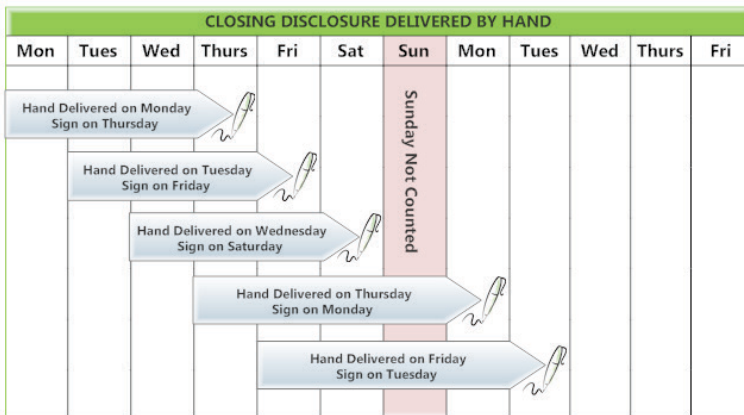 CLOSING DISCLOSURE DELIVERED BY HAND
Mon Tues Wed Thurs Fri Sat Sun Mon Tues Wed Thurs Fri
Hand Delivered on Monday
Sign on Thursday
Hand Delivered on Tuesday
Sign on Friday
Hand Delivered on Wednesday
Sign on Saturday
Sunday Not Counted
Hand Delivered on Thursday
Sign on Monday
Hand Delivered on Friday
Sign on Tuesday